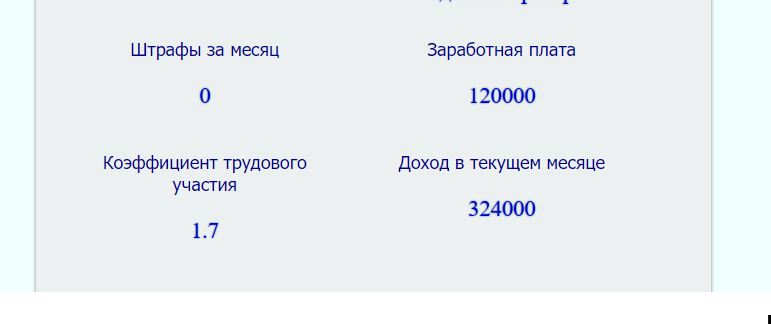 Штрафы за месяц
Заработная плата
0
120000
Коэффициент трудового
участия
Доход в текущем месяце
1.7
324000